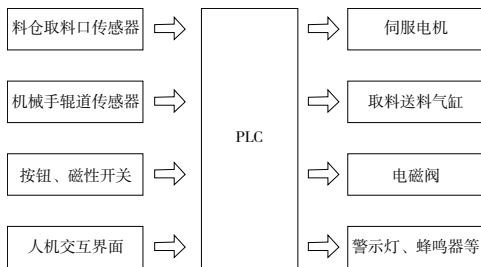 料仓取料口传感器
伺服电机
机械手辊道传感器
取料送料气缸
PLC
按钮、磁性开关
电磁阀
人机交互界面
警示灯、蜂鸣器等